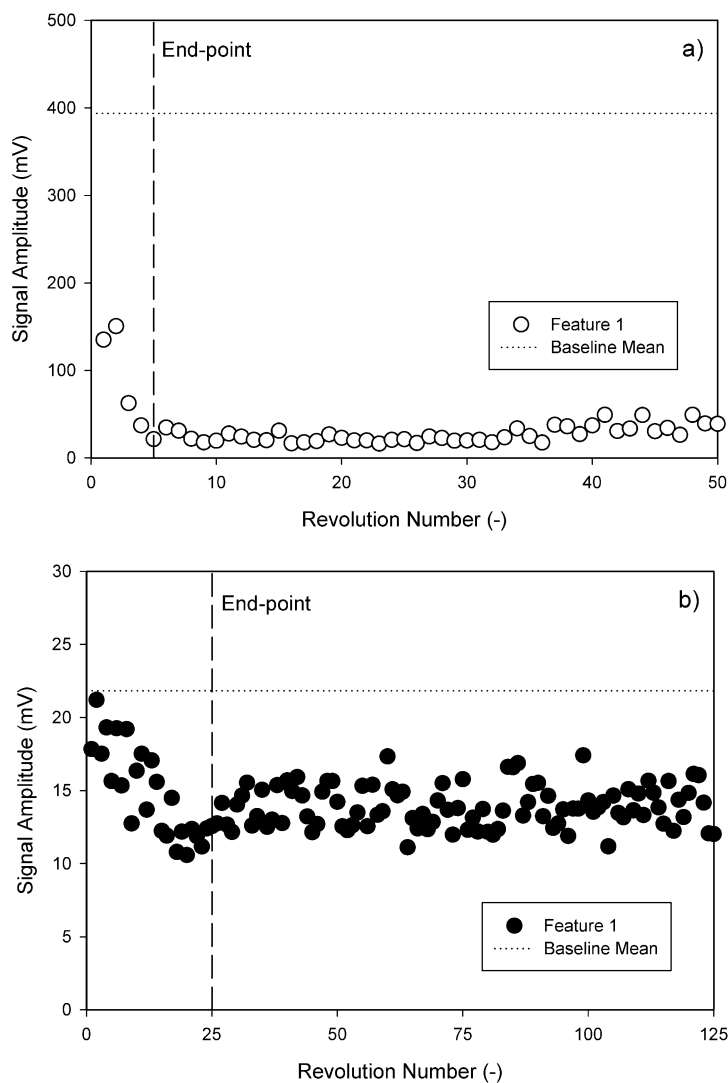 500
End-point
a)
400
300
200
100
0
Signal Amplitude (mV)
Feature 1
Baseline Mean
0 10 20 30 40 50
Revolution Number (-)
30
End-point
b)
25
20
15
10
5
0
Signal Amplitude (mV)
Feature 1
Baseline Mean
0 25 50 75 100 125
Revolution Number (-)